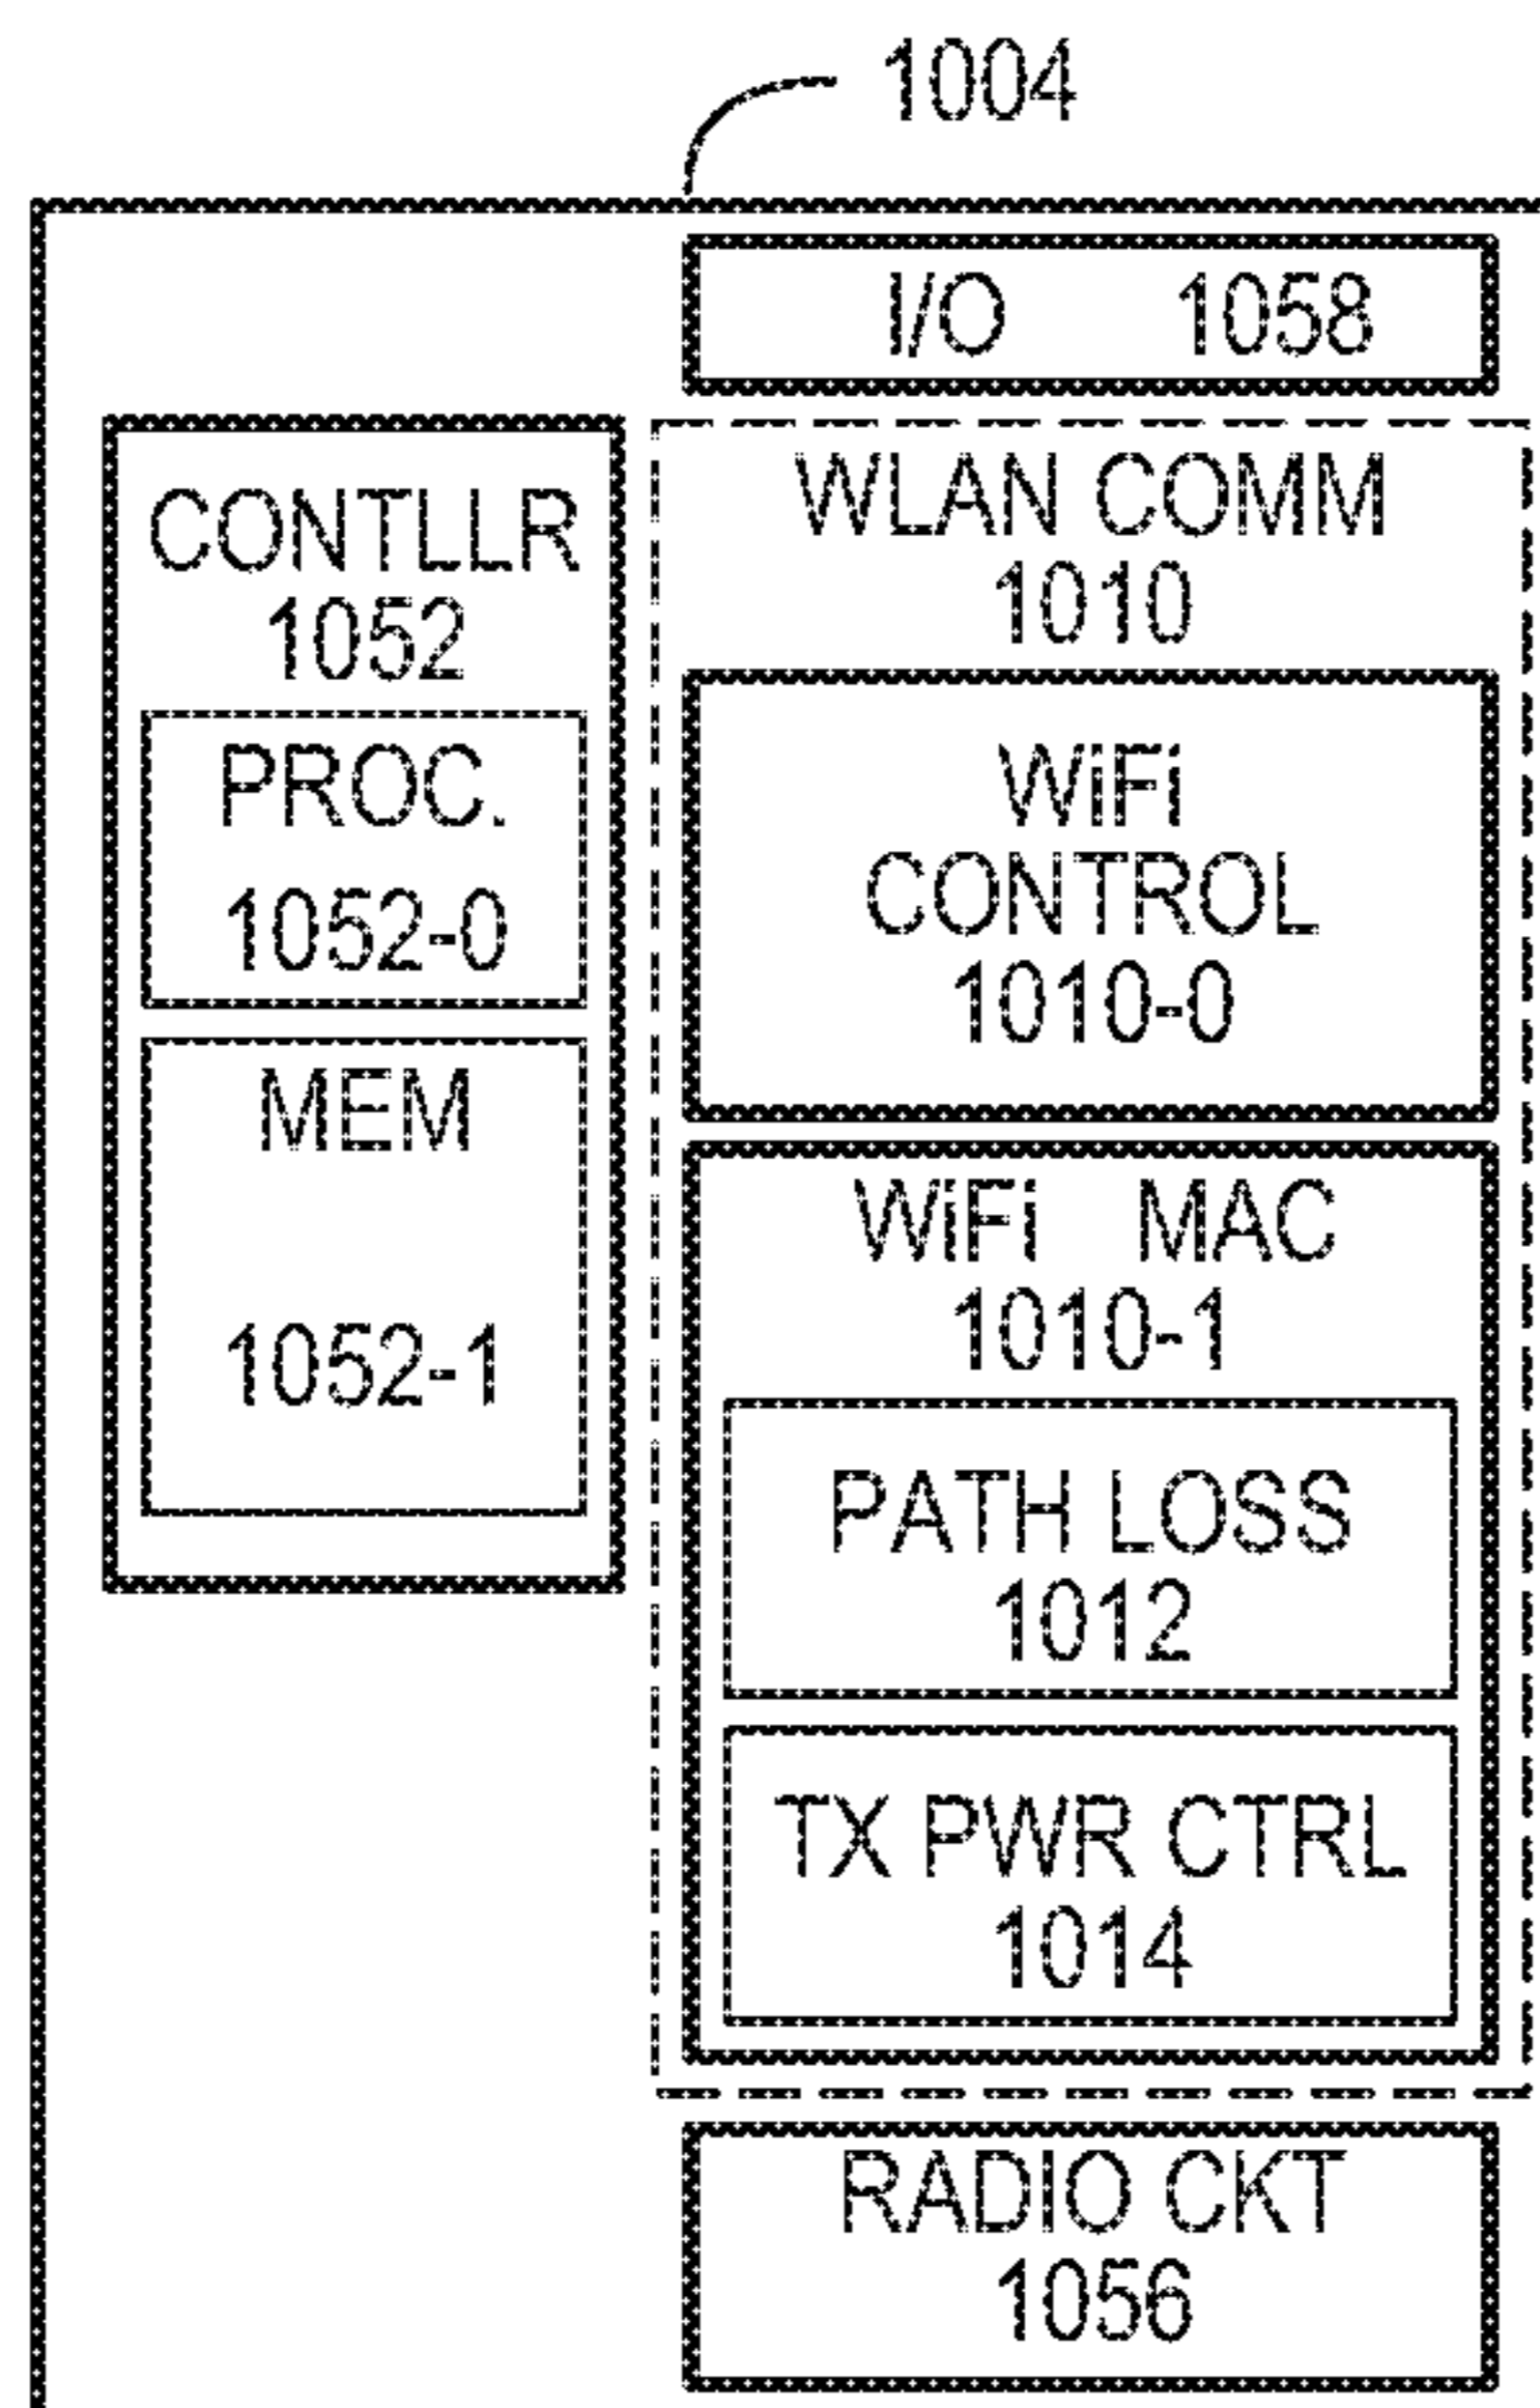 1004
I/O 1058
CONTLLR
1052
PROC.
1052-0
MEM
1052-1
WLAN COMM
1010
WiFi
CONTROL
1010-0
WiFi MAC
1010-1
PATH LOSS
1012
TX PWR CTRL
1014
RADIO CKT
1056